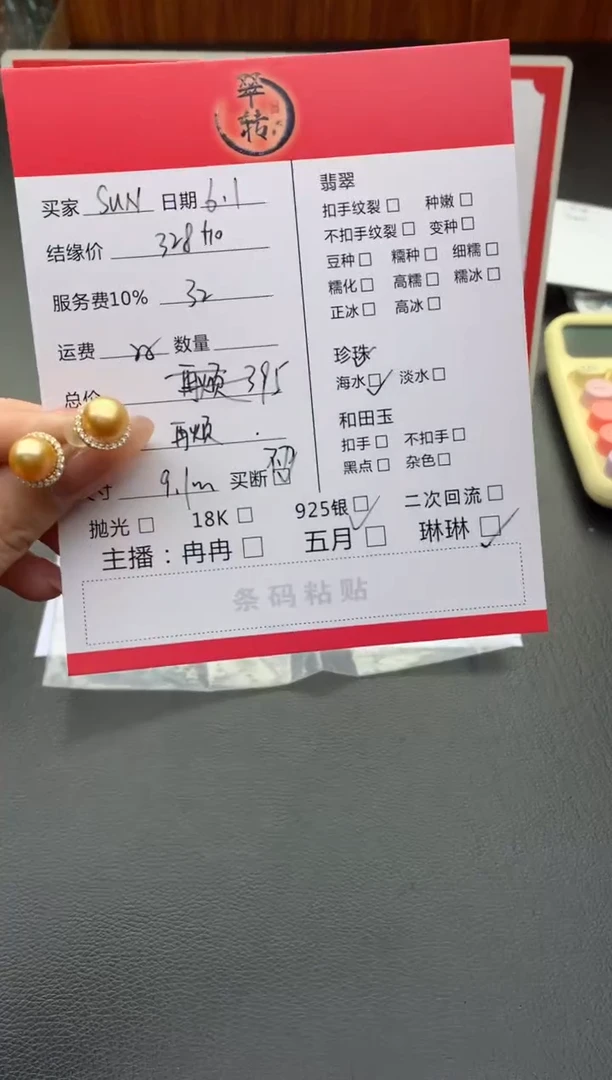 翠转
买家 SUN 日期 6.1
结缘价 328
服务费10% 32
运费 数量
总价 395
寸 9.1m 买断
抛光 18K 925银 二次回流
主播：冉冉 五月 琳琳
条码粘贴
翡翠
扣手纹裂 种嫩
不扣手纹裂 变种
豆种 糯种 细糯
糯化 高糯 糯冰
正冰 高冰
珍珠
海水 淡水
和田玉
扣手 不扣手
黑点 杂色